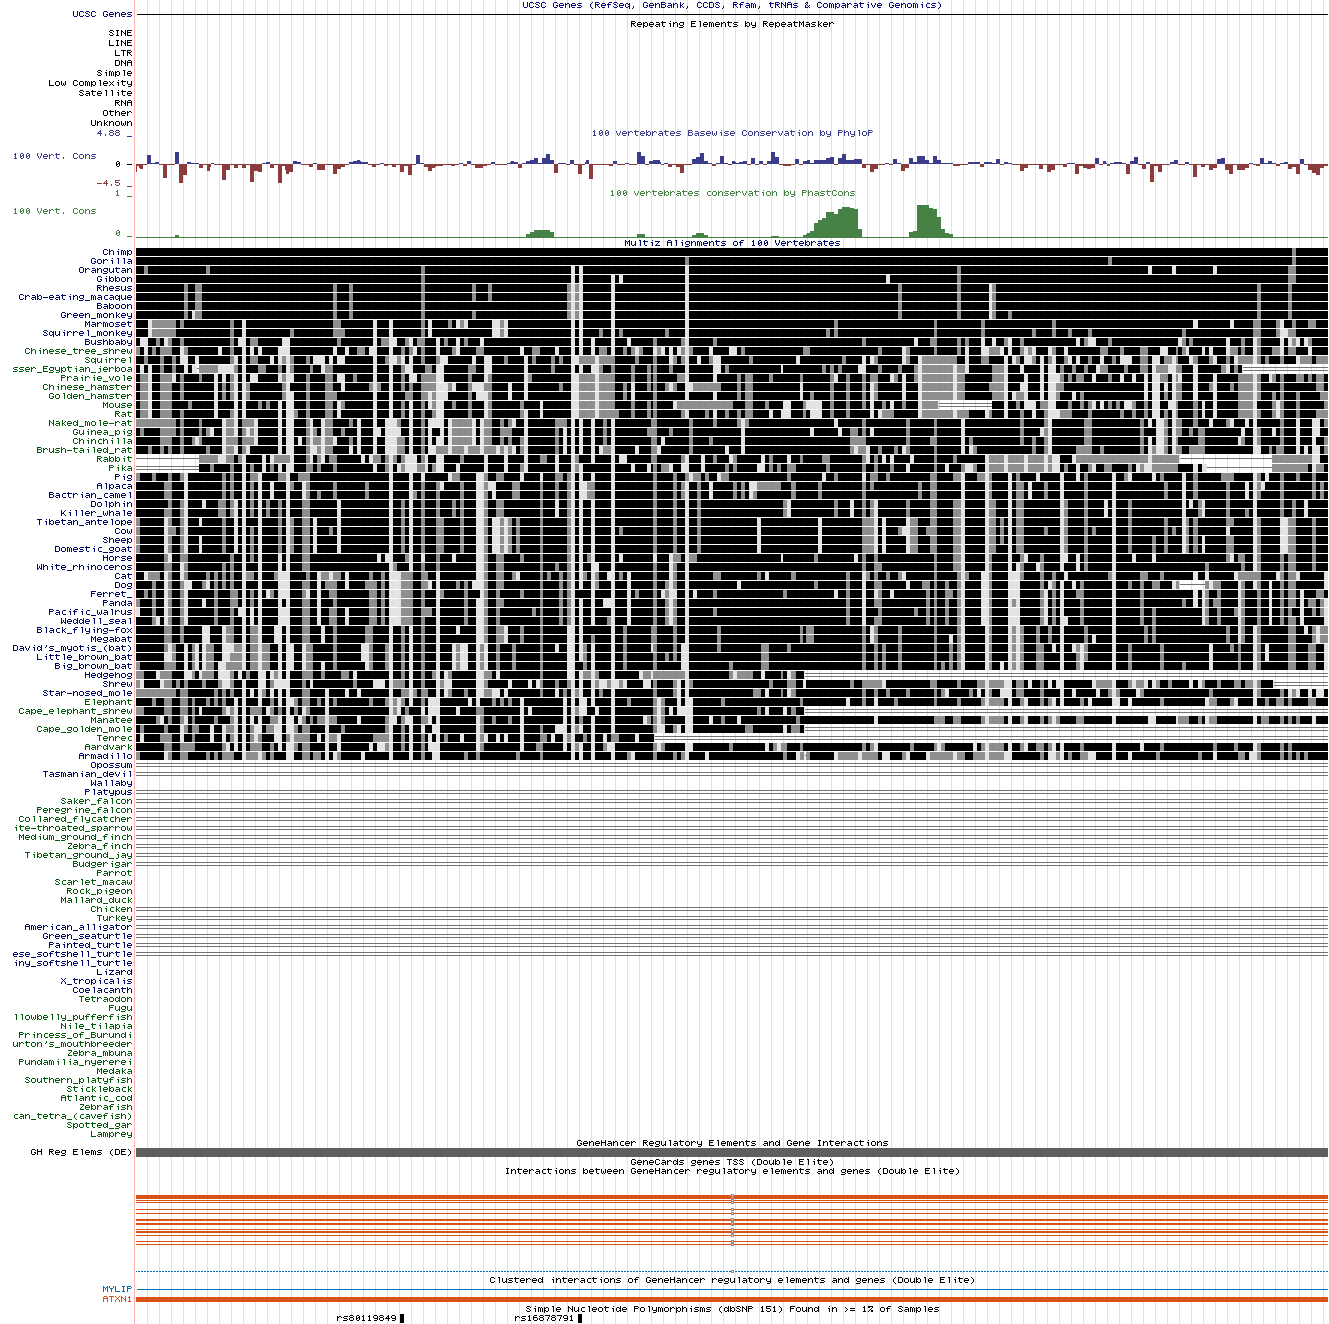 UCSC Genes (RefSeq, GenBank, CCDS, Rfam, tRNAs & Comparative Genomics)
UCSC Genes
Repeating Elements by RepeatMasker
SINE
LINE
LTR
DNA
Simple
Low Complexity
Satellite
RNA
Other
Unknown
4.88 _
100 vertebrates Basewise Conservation by PhyloP
100 Vert. Cons
0 _
-4.5 _
1 _
100 vertebrates conservation by PhastCons
100 Vert. Cons
0 _
Multiz Alignments of 100 Vertebrates
Chimp
Gorilla
Orangutan
Gibbon
Rhesus
Crab-eating_macaque
Baboon
Green_monkey
Marmoset
Squirrel_monkey
Bushbaby
Chinese_tree_shrew
Squirrel
sser_Egyptian_jerboa
Prairie_vole
Chinese_hamster
Golden_hamster
Mouse
Rat
Naked_mole-rat
Guinea_pig
Chinchilla
Brush-tailed_rat
Rabbit
Pika
Pig
Alpaca
Bactrian_camel
Dolphin
Killer_whale
Tibetan_antelope
Cow
Sheep
Domestic_goat
Horse
White_rhinoceros
Cat
Dog
Ferret_
Panda
Pacific_walrus
Weddell_seal
Black_flying-fox
Megabat
David's_myotis_(bat)
Little_brown_bat
Big_brown_bat
Hedgehog
Shrew
Star-nosed_mole
Elephant
Cape_elephant_shrew
Manatee
Cape_golden_mole
Tenrec
Aardvark
Armadillo
Opossum
Tasmanian_devil
Wallaby
Platypus
Saker_falcon
Peregrine_falcon
Collared_flycatcher
ite-throated_sparrow
Medium_ground_finch
Zebra_finch
Tibetan_ground_jay
Budgerigar
Parrot
Scarlet_macaw
Rock_pigeon
Mallard_duck
Chicken
Turkey
American_alligator
Green_seaturtle
Painted_turtle
ese_softshell_turtle
iny_softshell_turtle
Lizard
X_tropicalis
Coelacanth
Tetraodon
Fugu
llowbelly_pufferfish
Nile_tilapia
Princess_of_Burundi
urton's_mouthbreeder
Zebra_mbuna
Pundamilia_nyererei
Medaka
Southern_platyfish
Stickleback
Atlantic_cod
Zebrafish
can_tetra_(cavefish)
Spotted_gar
Lamprey
GeneHancer Regulatory Elements and Gene Interactions
GH Reg Elems (DE)
GeneCards genes TSS (Double Elite)
Interactions between GeneHancer regulatory elements and genes (Double Elite)
Clustered interactions of GeneHancer regulatory elements and genes (Double Elite)
MYLIP
ATXN1
Simple Nucleotide Polymorphisms (dbSNP 151) Found in >= 1% of Samples
rs80119849 rs16878791